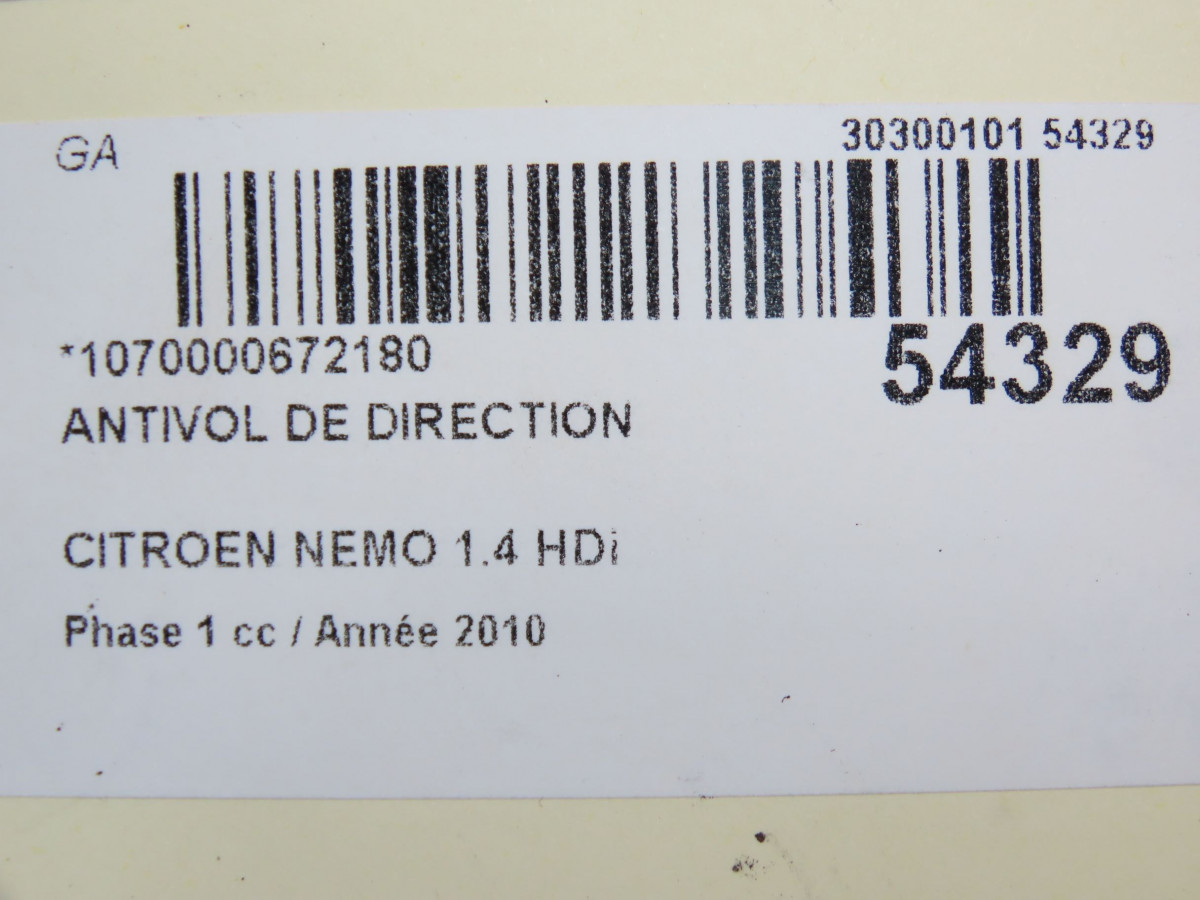 GA
30300101 54329
*1070000672180
54329
ANTIVOL DE DIRECTION
CITROEN NEMO 1.4 HDi
Phase 1 cc / Année 2010